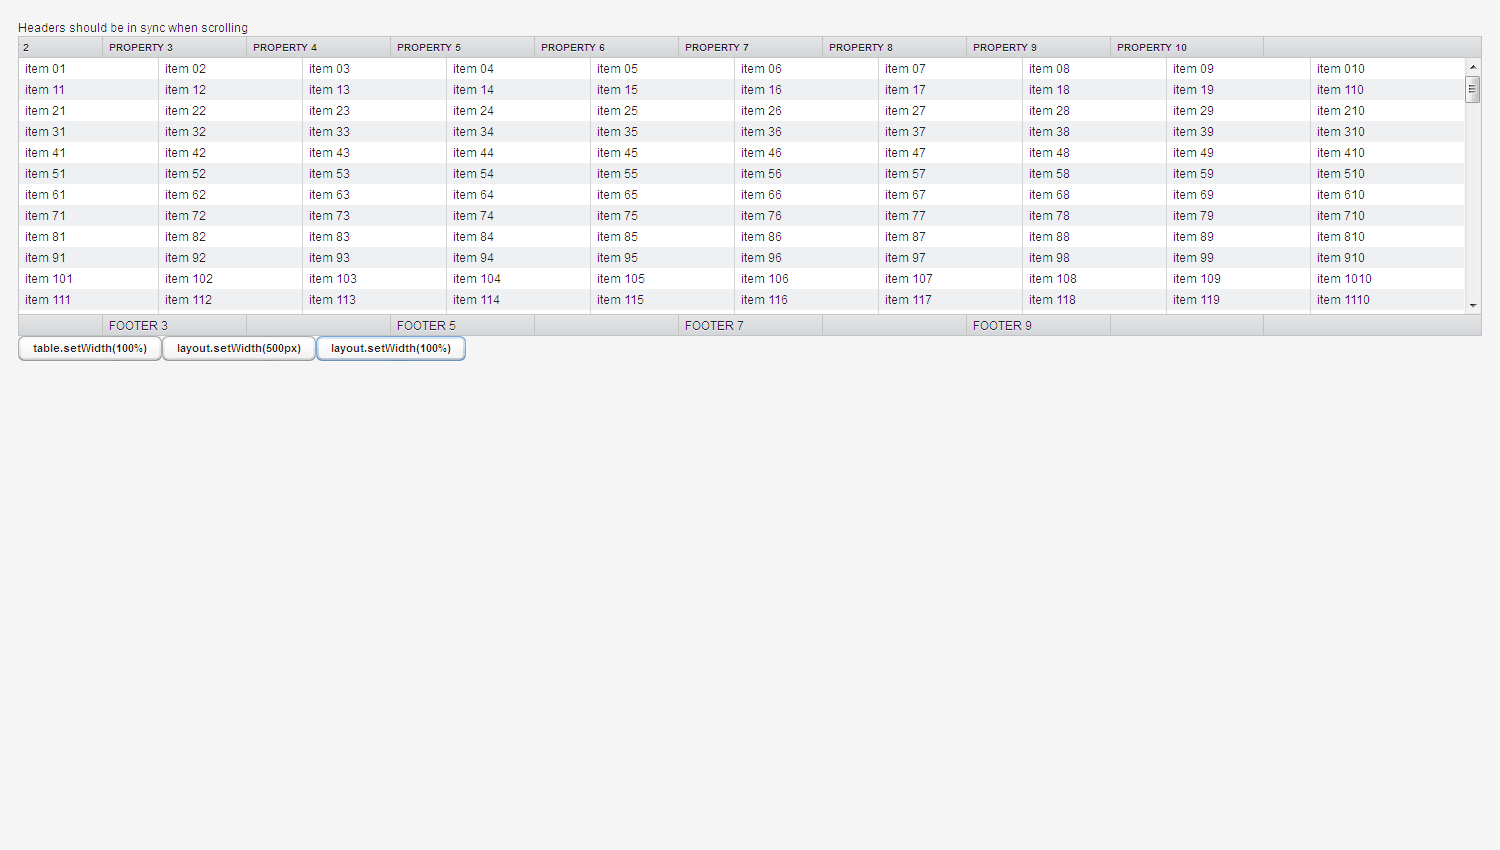 Headers should be in sync when scrolling
2 PROPERTY 3 PROPERTY 4 PROPERTY 5 PROPERTY 6 PROPERTY 7 PROPERTY 8 PROPERTY 9 PROPERTY 10
item 01 item 02 item 03 item 04 item 05 item 06 item 07 item 08 item 09 item 010
item 11 item 12 item 13 item 14 item 15 item 16 item 17 item 18 item 19 item 110
item 21 item 22 item 23 item 24 item 25 item 26 item 27 item 28 item 29 item 210
item 31 item 32 item 33 item 34 item 35 item 36 item 37 item 38 item 39 item 310
item 41 item 42 item 43 item 44 item 45 item 46 item 47 item 48 item 49 item 410
item 51 item 52 item 53 item 54 item 55 item 56 item 57 item 58 item 59 item 510
item 61 item 62 item 63 item 64 item 65 item 66 item 67 item 68 item 69 item 610
item 71 item 72 item 73 item 74 item 75 item 76 item 77 item 78 item 79 item 710
item 81 item 82 item 83 item 84 item 85 item 86 item 87 item 88 item 89 item 810
item 91 item 92 item 93 item 94 item 95 item 96 item 97 item 98 item 99 item 910
item 101 item 102 item 103 item 104 item 105 item 106 item 107 item 108 item 109 item 1010
item 111 item 112 item 113 item 114 item 115 item 116 item 117 item 118 item 119 item 1110
FOOTER 3 FOOTER 5 FOOTER 7 FOOTER 9
table.setWidth(100%) layout.setWidth(500px) layout.setWidth(100%)